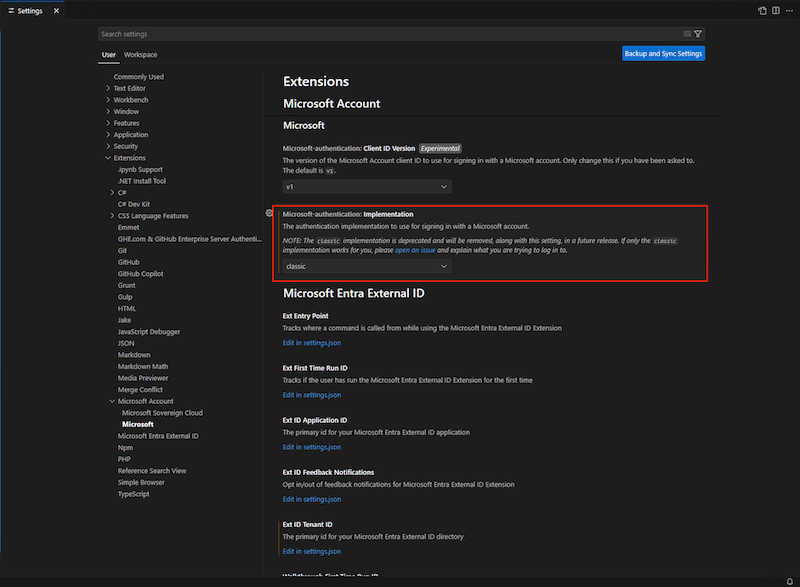 Settings
Search settings
User Workspace
Backup and Sync Settings
Commonly Used
Text Editor
Workbench
Window
Features
Application
Security
Extensions
.ipynb Support
.NET Install Tool
C#
C# Dev Kit
CSS Language Features
Emmet
GHE.com & GitHub Enterprise Server Authenti...
Git
GitHub
GitHub Copilot
Grunt
Gulp
HTML
Jake
JavaScript Debugger
JSON
Markdown
Markdown Math
Media Previewer
Merge Conflict
Microsoft Account
Microsoft Sovereign Cloud
Microsoft
Microsoft Entra External ID
Npm
PHP
Reference Search View
Simple Browser
TypeScript
Extensions
Microsoft Account
Microsoft
Microsoft-authentication: Client ID Version Experimental
The version of the Microsoft Account client ID to use for signing in with a Microsoft account. Only change this if you have been asked to.
The default is v1.
v1
Microsoft-authentication: Implementation
The authentication implementation to use for signing in with a Microsoft account.
NOTE: The classic implementation is deprecated and will be removed, along with this setting, in a future release. If only the classic
implementation works for you, please open an issue and explain what you are trying to log in to.
classic
Microsoft Entra External ID
Ext Entry Point
Tracks where a command is called from while using the Microsoft Entra External ID Extension
Edit in settings.json
Ext First Time Run ID
Tracks if the user has run the Microsoft Entra External ID Extension for the first time
Edit in settings.json
Ext ID Application ID
The primary id for your Microsoft Entra External ID application
Edit in settings.json
Ext ID Feedback Notifications
Opt in/out of feedback notifications for Microsoft Entra External ID Extension
Edit in settings.json
Ext ID Tenant ID
The primary id for your Microsoft Entra External ID directory
Edit in settings.json
Walkthrough First Time Run ID